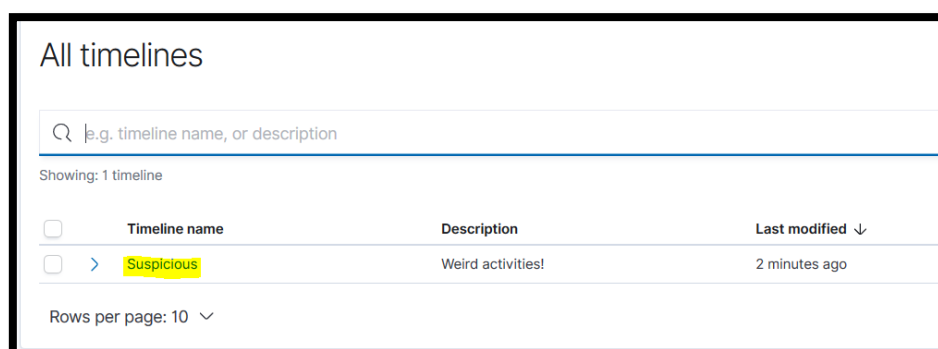 All timelines
e.g. timeline name, or description
Showing: 1 timeline
Timeline name Description Last modified
Suspicious Weird activities! 2 minutes ago
Rows per page: 10